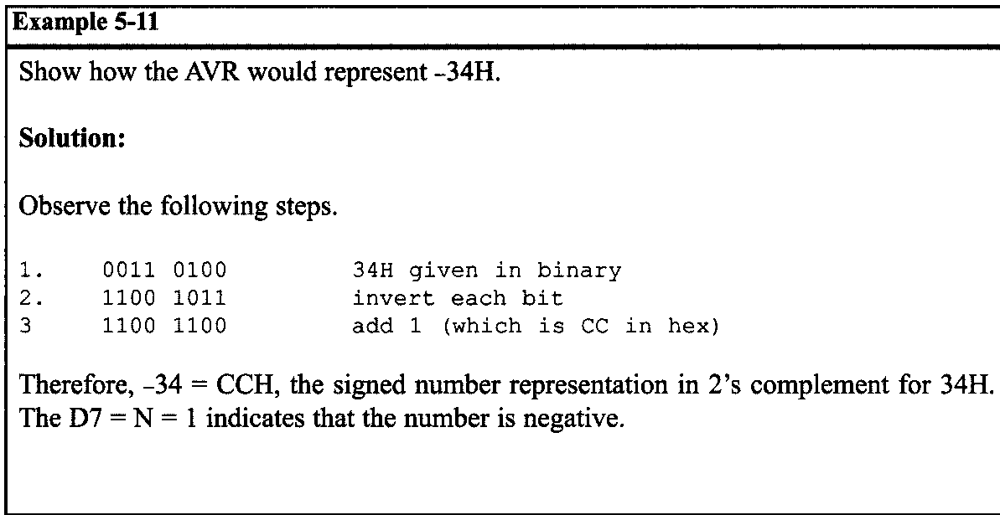 Example 5-11
Show how the AVR would represent –34H.
Solution:
Observe the following steps.
1. 0011 0100 34H given in binary
2. 1100 1011 invert each bit
3 1100 1100 add 1 (which is CC in hex)
Therefore, –34 = CCH, the signed number representation in 2's complement for 34H.
The D7 = N = 1 indicates that the number is negative.